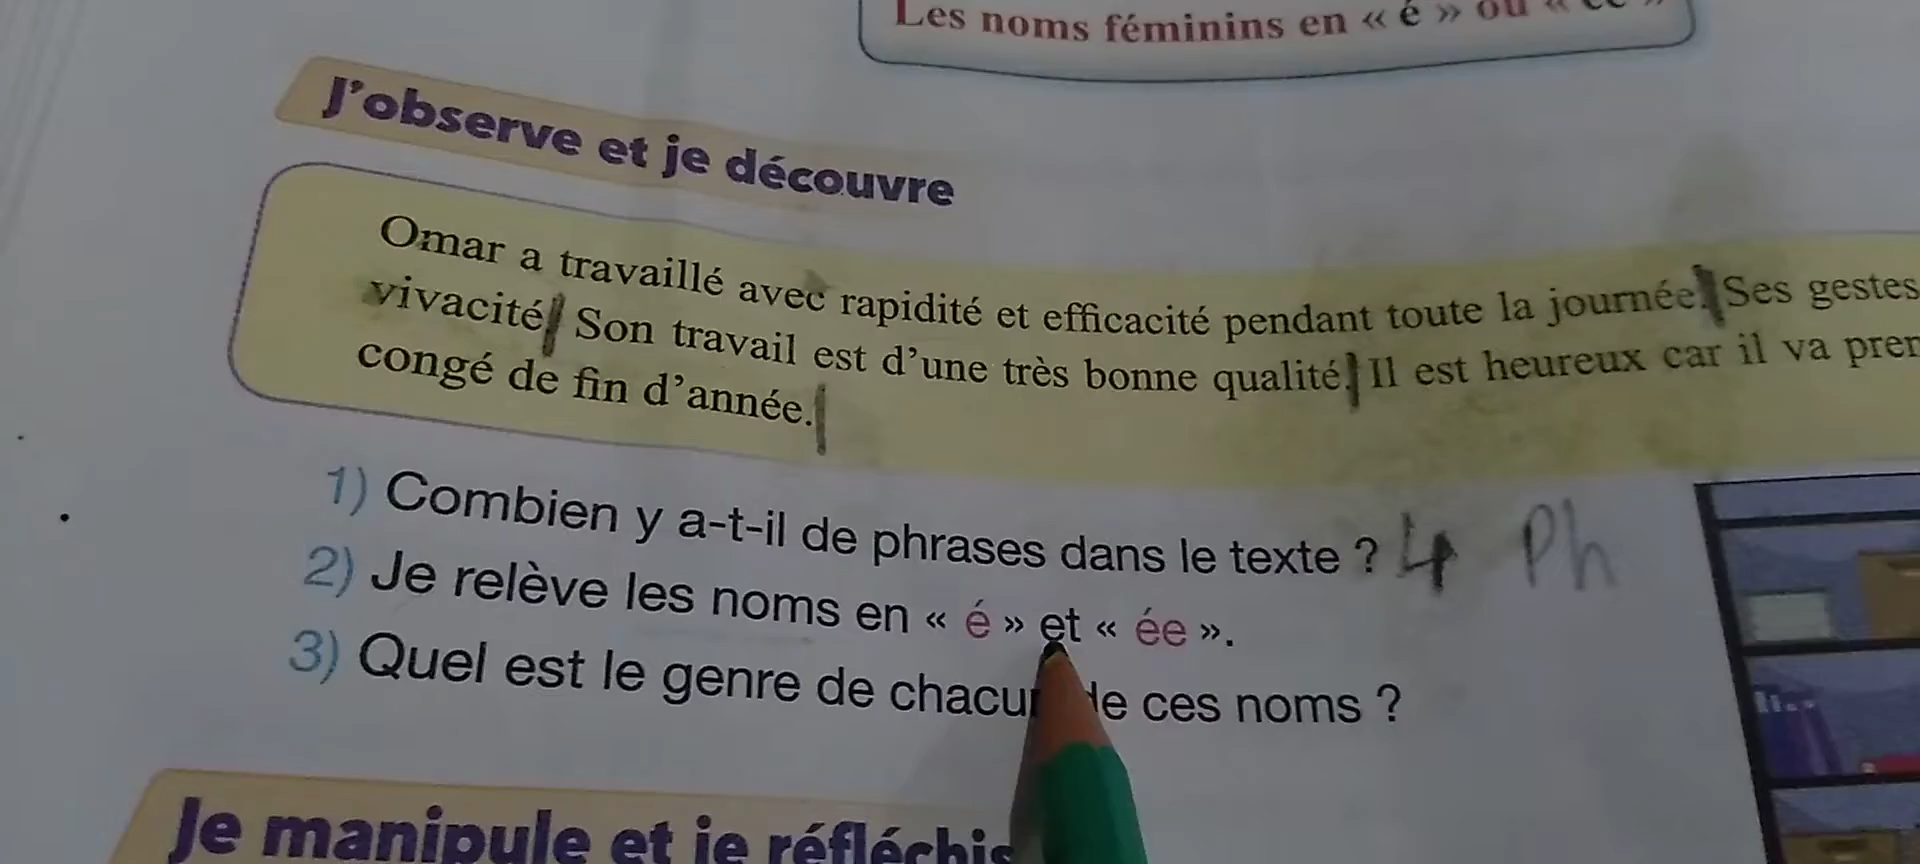 Les noms féminins en « é » ou «
J'observe et je découvre
Omar a travaillé avec rapidité et efficacité pendant toute la journée. Ses gestes
vivacité. Son travail est d'une très bonne qualité. Il est heureux car il va
congé de fin d'année.
1) Combien y a-t-il de phrases dans le texte ? 4 Ph
2) Je relève les noms en « é » et « ée ».
3) Quel est le genre de chacun de ces noms ?
Je manipule et je réfléchis